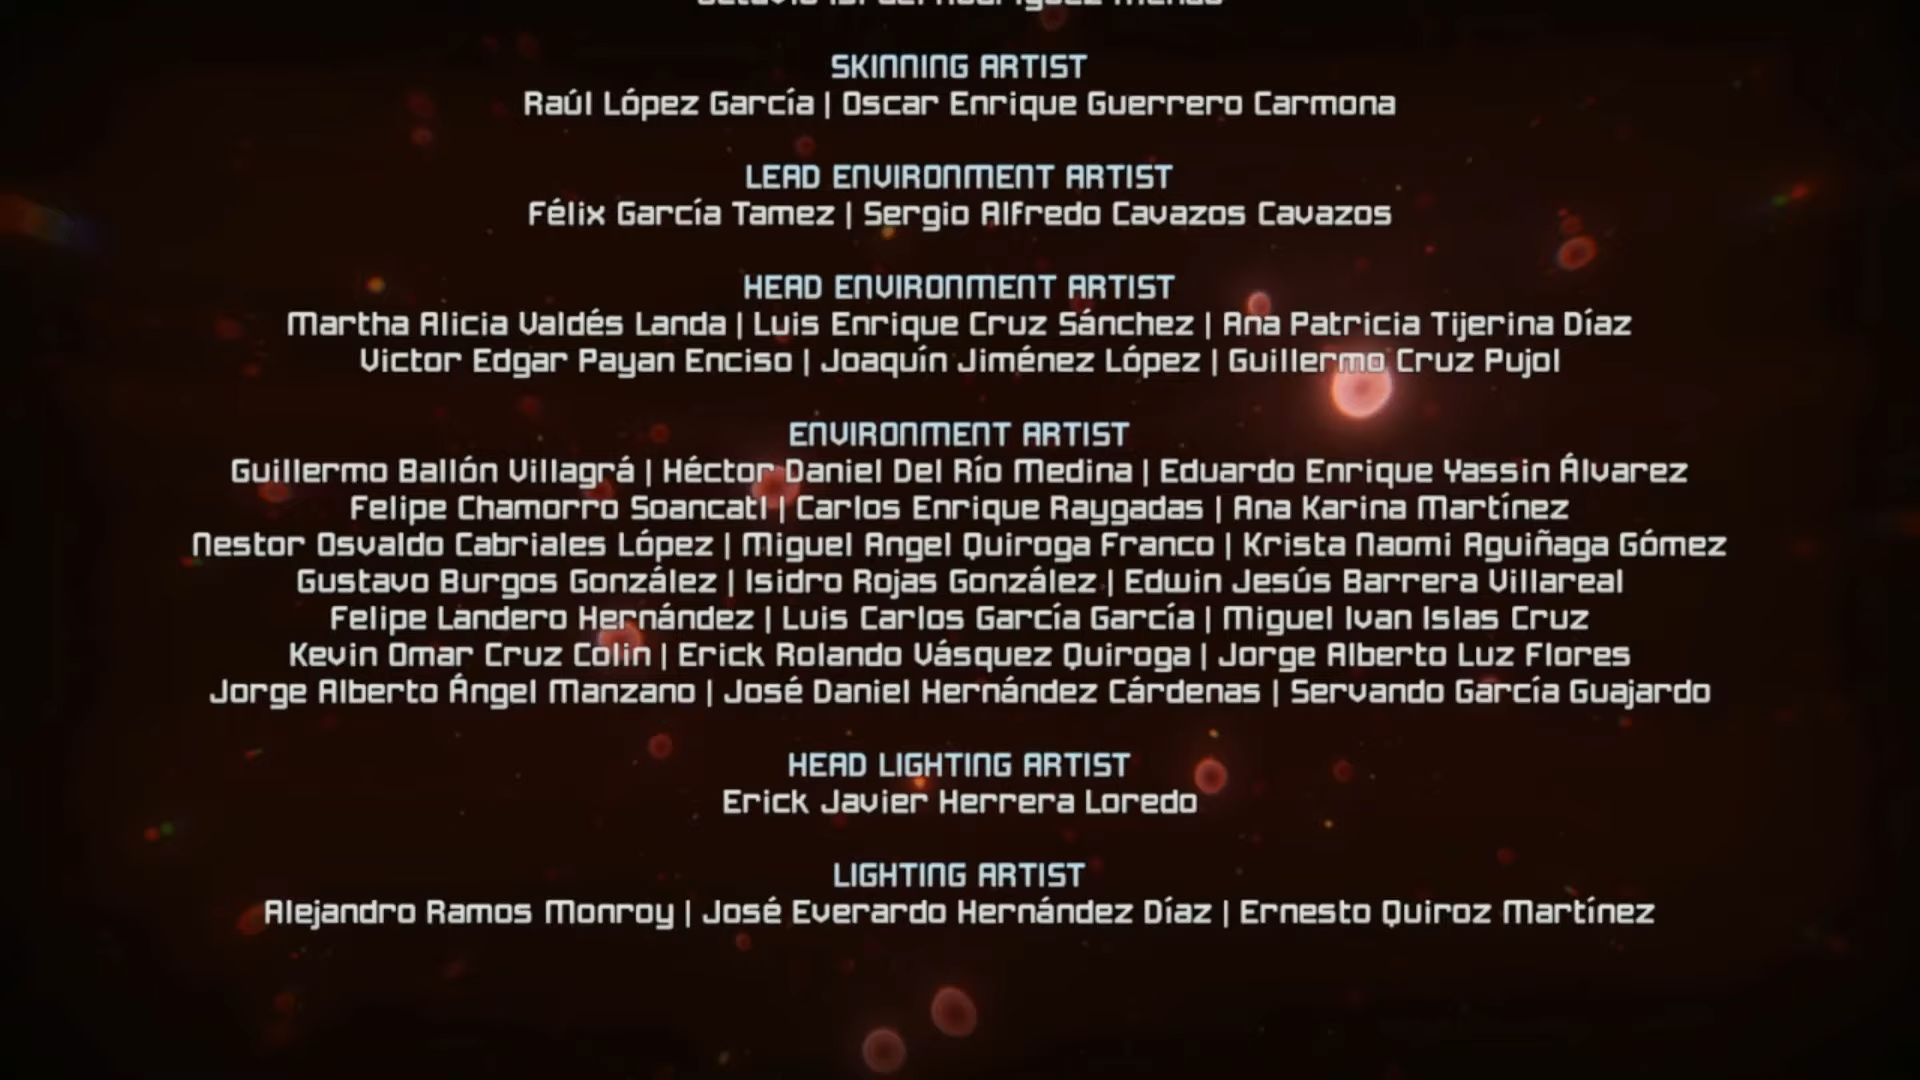 SKINNING ARTIST
Raúl López García | Oscar Enrique Guerrero Carmona
LEAD ENVIRONMENT ARTIST
Félix García Tamez | Sergio Alfredo Cavazos Cavazos
HEAD ENVIRONMENT ARTIST
Martha Alicia Valdés Landa | Luis Enrique Cruz Sánchez | Ana Patricia Tijerina Díaz
Victor Edgar Payan Enciso | Joaquín Jiménez López | Guillermo Cruz Pujol
ENVIRONMENT ARTIST
Guillermo Ballón Villagrá | Héctor Daniel Del Río Medina | Eduardo Enrique Yassin Álvarez
Felipe Chamorro Soancatl | Carlos Enrique Raygadas | Ana Karina Martínez
Nestor Osvaldo Cabriales López | Miguel Angel Quiroga Franco | Krista Naomi Aguiñaga Gómez
Gustavo Burgos González | Isidro Rojas González | Edwin Jesús Barrera Villareal
Felipe Landero Hernández | Luis Carlos García García | Miguel Ivan Islas Cruz
Kevin Omar Cruz Colin | Erick Rolando Vásquez Quiroga | Jorge Alberto Luz Flores
Jorge Alberto Ángel Manzano | José Daniel Hernández Cárdenas | Servando García Guajardo
HEAD LIGHTING ARTIST
Erick Javier Herrera Loredo
LIGHTING ARTIST
Alejandro Ramos Monroy | José Everardo Hernández Díaz | Ernesto Quiroz Martínez